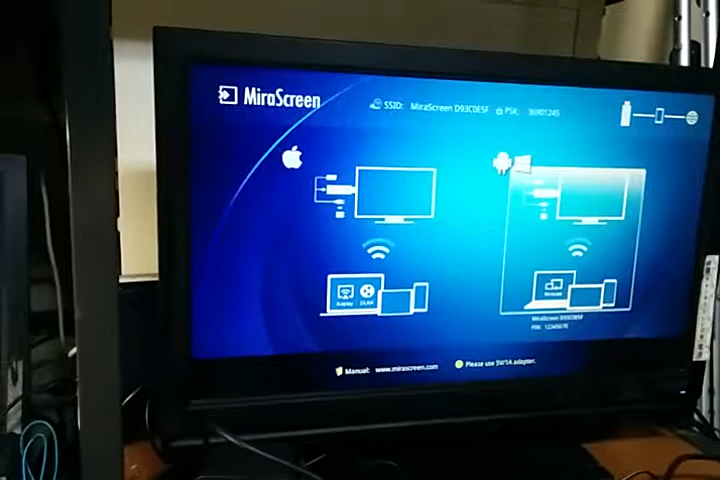 MiraScreen
SSID: MiraScreen D93C0E5F PSK: 36901245
Airplay DLNA
Miracast
MiraScreen
PIN: 12345678
Manual: www.mirascreen.com
Please use 5V/1A adapter.